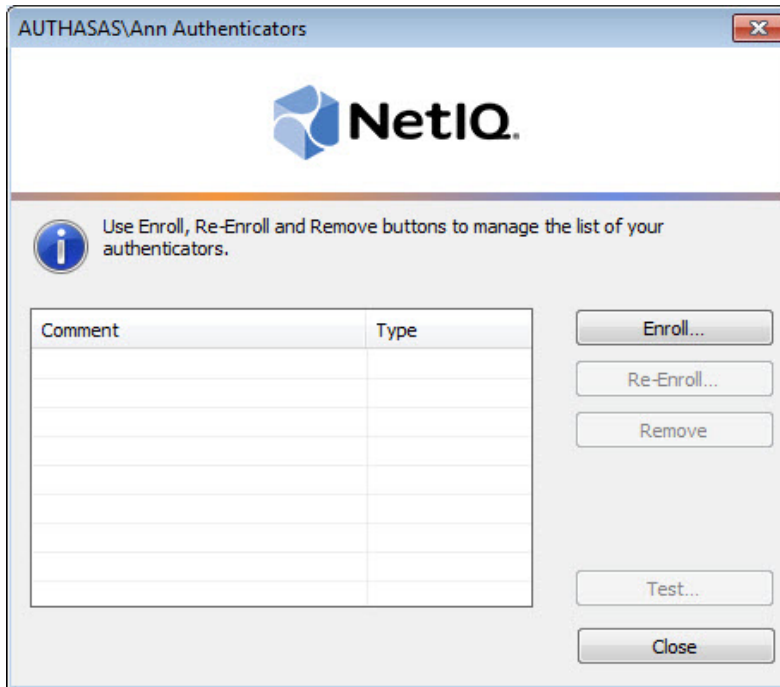 AUTHASAS\Ann Authenticators
NetIQ.
Use Enroll, Re-Enroll and Remove buttons to manage the list of your
authenticators.
Comment Type
Enroll...
Re-Enroll...
Remove
Test...
Close